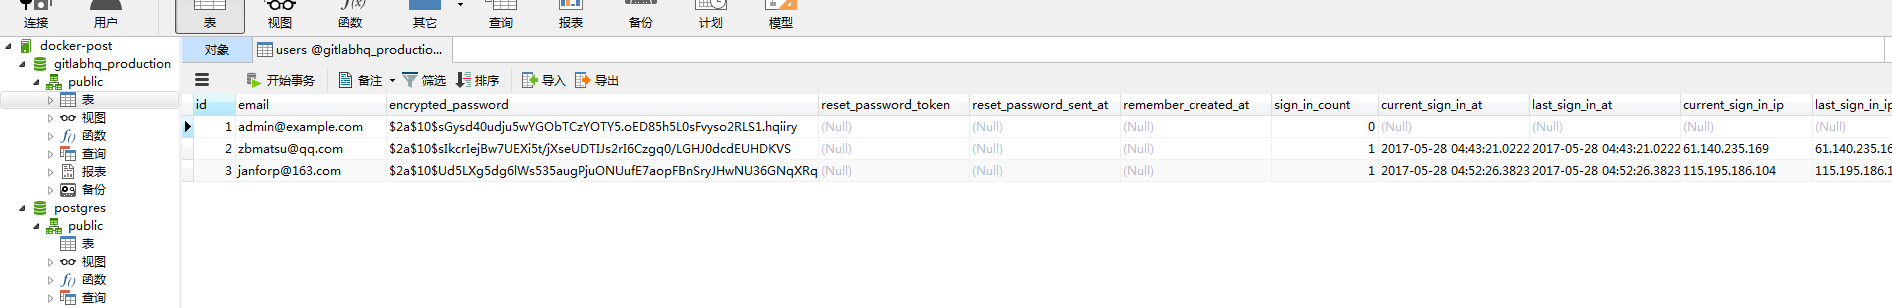 连接 用户 表 视图 函数 其它 查询 报表 备份 计划 模型
docker-post
gitlabhq_production
public
表
视图
函数
查询
报表
备份
postgres
public
表
视图
函数
查询
对象 users @gitlabhq_productio...
开始事务 备注 筛选 排序 导入 导出
id email encrypted_password reset_password_token reset_password_sent_at remember_created_at sign_in_count current_sign_in_at last_sign_in_at current_sign_in_ip last_sign_in_ip
1 admin@example.com $2a$10$sGysd40udju5wYGObTCzYOTY5.oED85h5L0sFvyso2RLS1.hqiiry (Null) (Null) (Null) 0 (Null) (Null) (Null) (Null)
2 zbmatsu@qq.com $2a$10$sIkcrIejBw7UEXi5t/jXseUDTIJs2rI6Czgq0/LGHJ0dcdEUHDKVS (Null) (Null) (Null) 1 2017-05-28 04:43:21.0222 2017-05-28 04:43:21.0222 61.140.235.169 61.140.235.16
3 janforp@163.com $2a$10$Ud5LXg5dg6lWs535augPjuONUufE7aopFBnSryJHwNU36GNqXRq (Null) (Null) (Null) 1 2017-05-28 04:52:26.3823 2017-05-28 04:52:26.3823 115.195.186.104 115.195.186.1